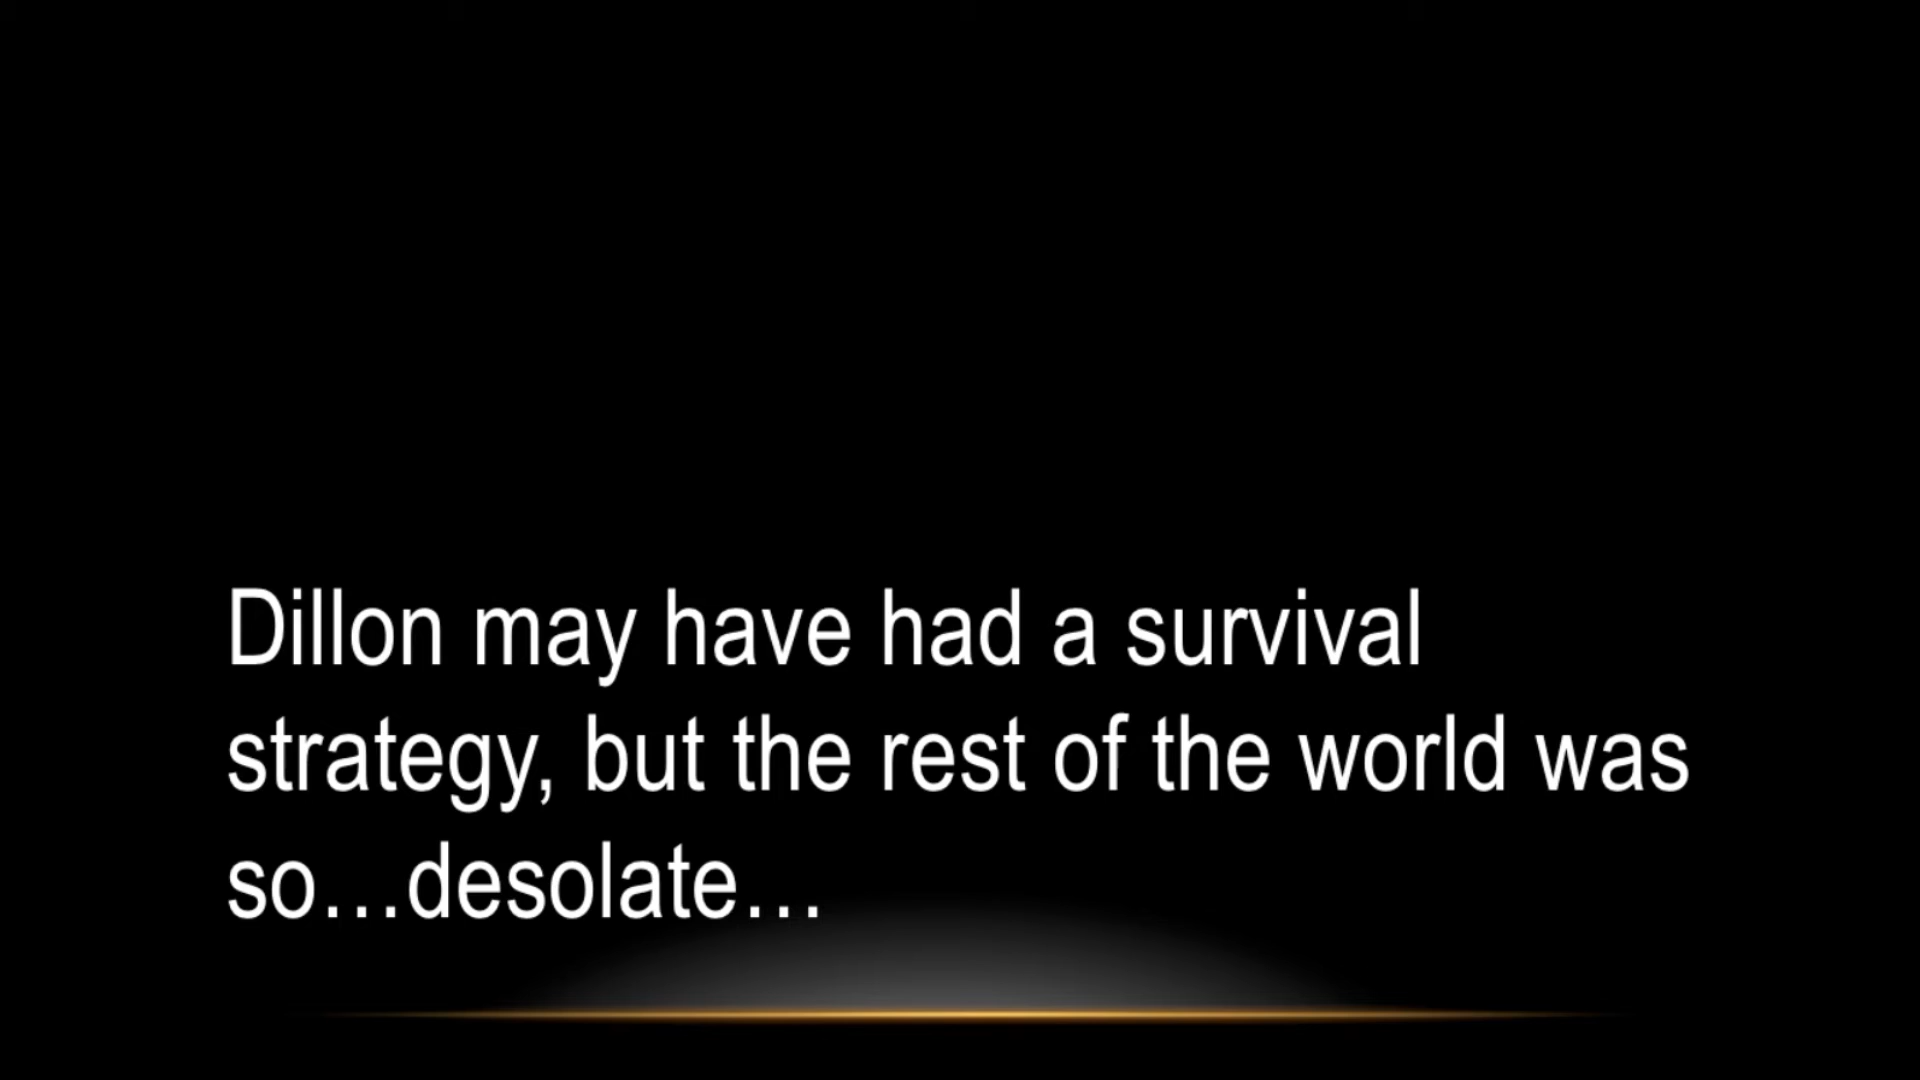 Dillon may have had a survival
strategy, but the rest of the world was
so…desolate…